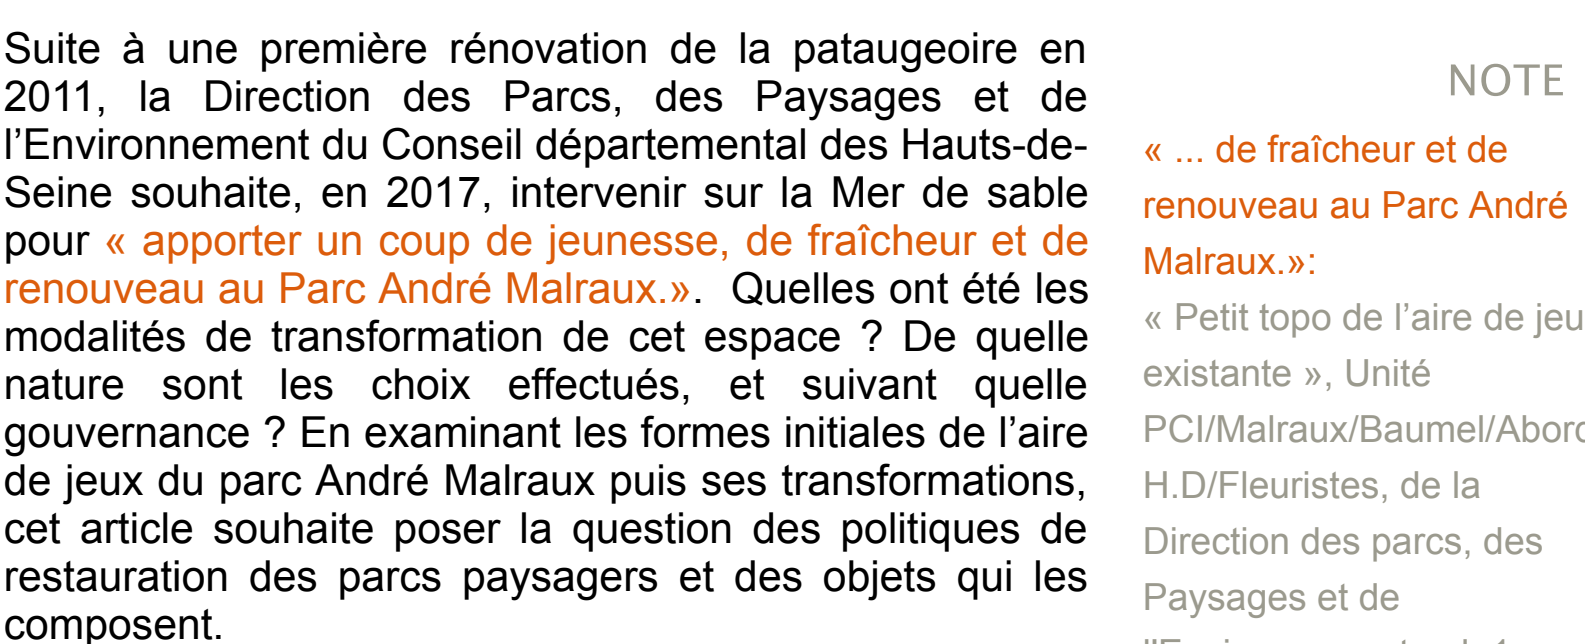 Suite à une première rénovation de la pataugeoire en
2011, la Direction des Parcs, des Paysages et de
l’Environnement du Conseil départemental des Hauts-de-
Seine souhaite, en 2017, intervenir sur la Mer de sable
pour « apporter un coup de jeunesse, de fraîcheur et de
renouveau au Parc André Malraux.». Quelles ont été les
modalités de transformation de cet espace ? De quelle
nature sont les choix effectués, et suivant quelle
gouvernance ? En examinant les formes initiales de l’aire
de jeux du parc André Malraux puis ses transformations,
cet article souhaite poser la question des politiques de
restauration des parcs paysagers et des objets qui les
composent.
NOTE
« ... de fraîcheur et de
renouveau au Parc André
Malraux.»:
« Petit topo de l’aire de jeu
existante », Unité
PCI/Malraux/Baumel/Abord
H.D/Fleuristes, de la
Direction des parcs, des
Paysages et de